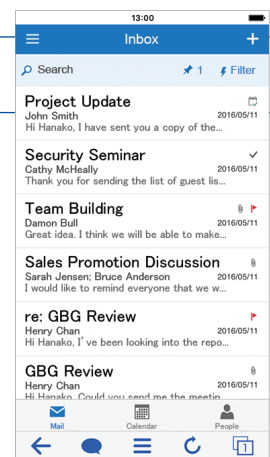 13:00
Inbox
Search 1 Filter
Project Update
John Smith 2016/05/11
Hi Hanako, I have sent you a copy of the...
Security Seminar
Cathy McHeally 2016/05/11
Thank you for sending the list of guest lis...
Team Building
Damon Bull 2016/05/11
Great idea. I think we will be able to make...
Sales Promotion Discussion
Sarah Jensen; Bruce Anderson 2016/05/11
I would like to remind everyone that we w...
re: GBG Review
Henry Chan 2016/05/11
Hi Hanako, I've been looking into the repo...
GBG Review
Henry Chan 2016/05/11
Hi Hanako, Could you send me the meetin
Mail Calendar People
1